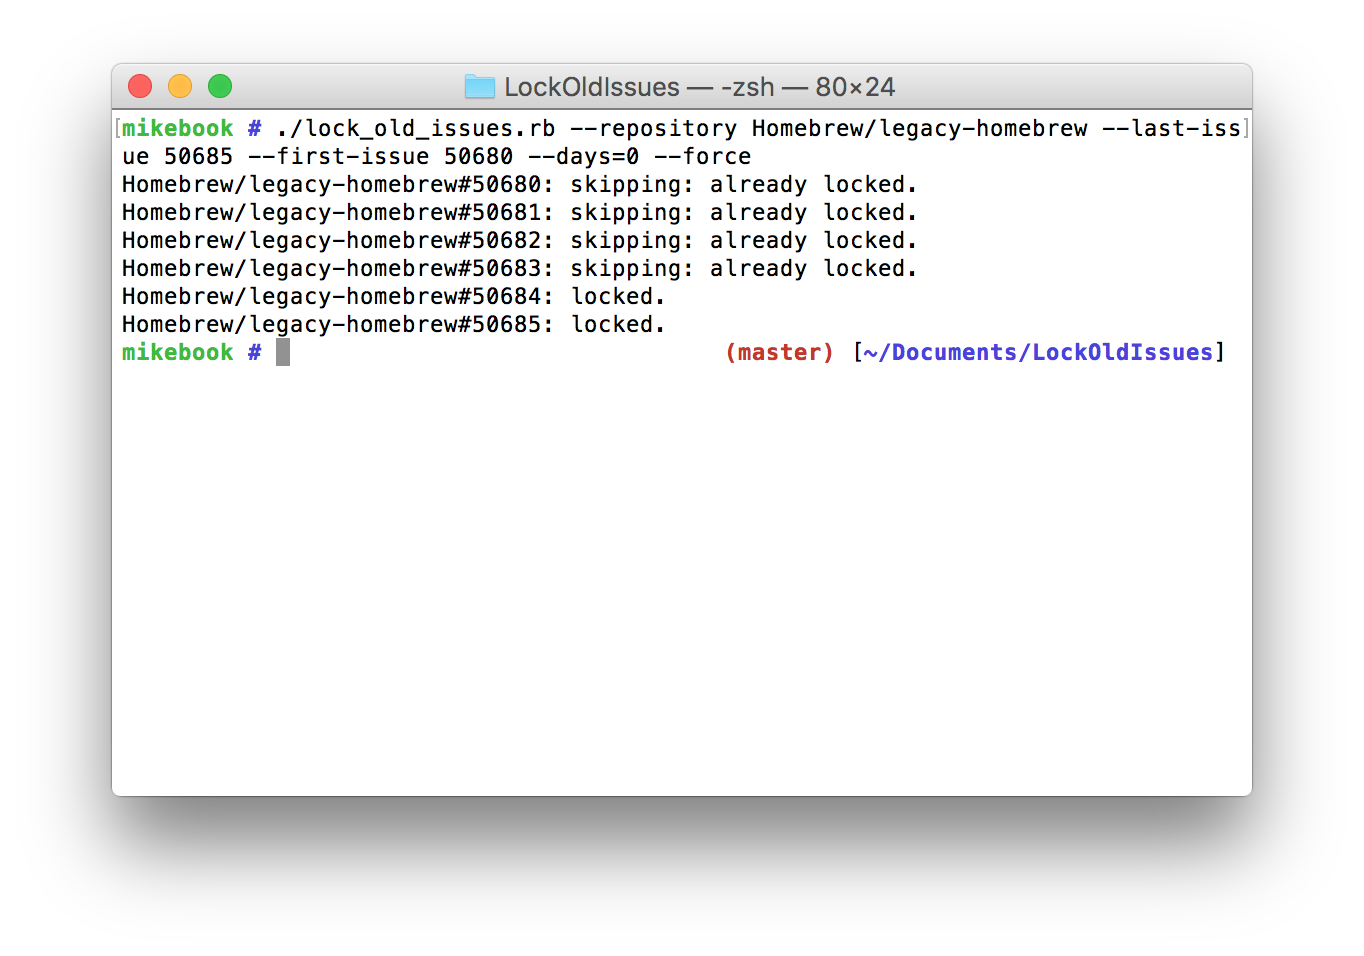 LockOldIssues — -zsh — 80×24
mikebook # ./lock_old_issues.rb --repository Homebrew/legacy-homebrew --last-iss
ue 50685 --first-issue 50680 --days=0 --force
Homebrew/legacy-homebrew#50680: skipping: already locked.
Homebrew/legacy-homebrew#50681: skipping: already locked.
Homebrew/legacy-homebrew#50682: skipping: already locked.
Homebrew/legacy-homebrew#50683: skipping: already locked.
Homebrew/legacy-homebrew#50684: locked.
Homebrew/legacy-homebrew#50685: locked.
mikebook # (master) [~/Documents/LockOldIssues]